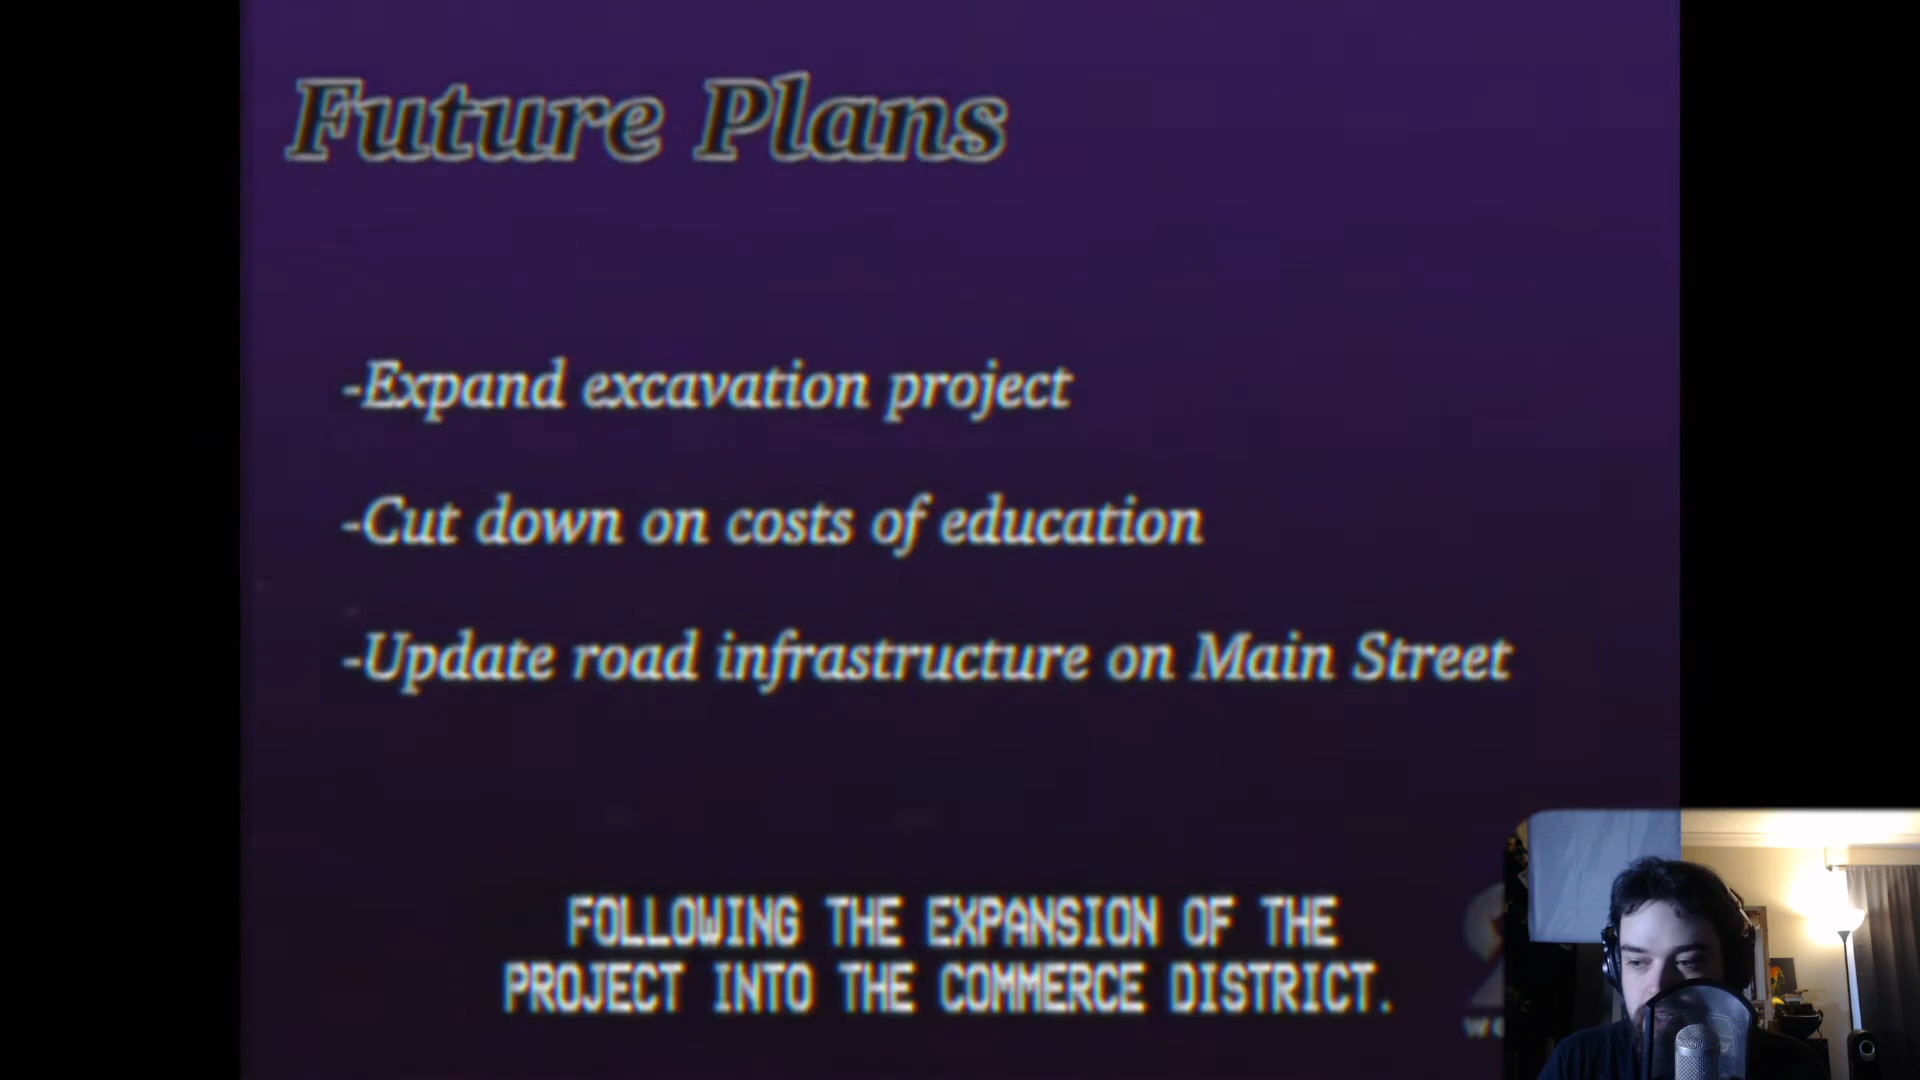 Future Plans
-Expand excavation project
-Cut down on costs of education
-Update road infrastructure on Main Street
FOLLOWING THE EXPANSION OF THE
PROJECT INTO THE COMMERCE DISTRICT.